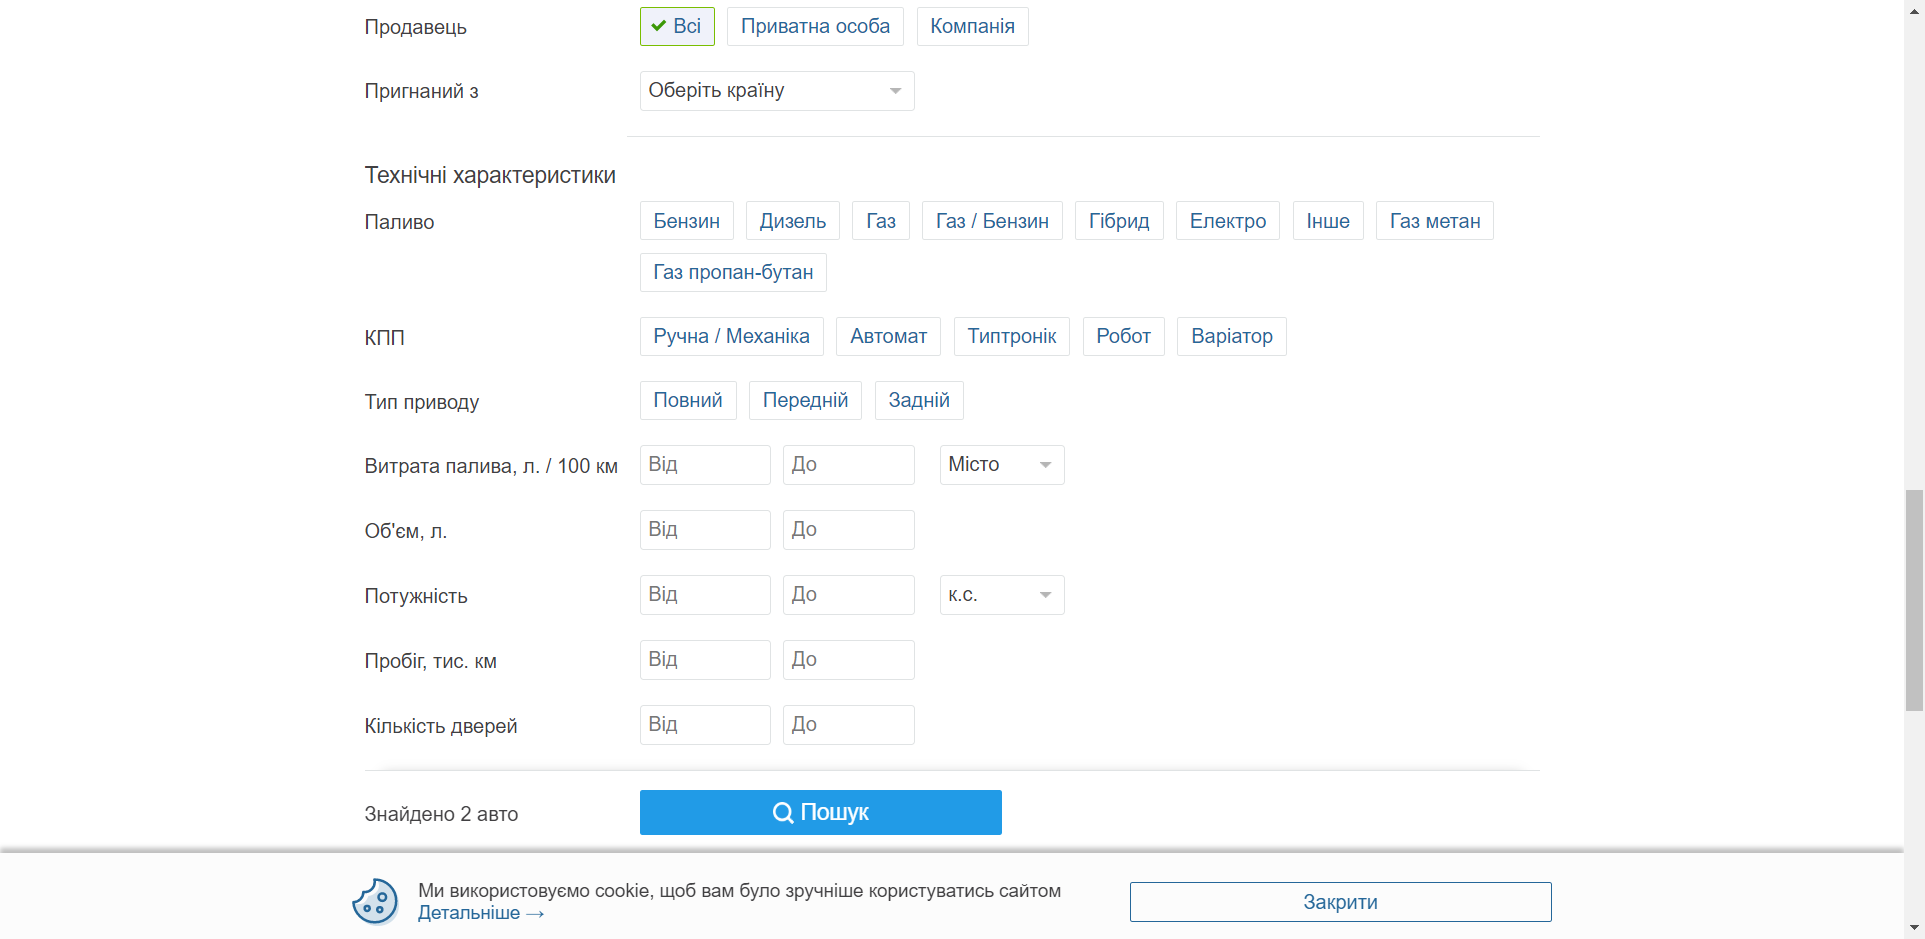 Продавець
Всі
Приватна особа
Компанія
Пригнаний з
Оберіть країну
Технічні характеристики
Паливо
Бензин
Дизель
Газ
Газ / Бензин
Гібрид
Електро
Інше
Газ метан
Газ пропан-бутан
КПП
Ручна / Механіка
Автомат
Типтронік
Робот
Варіатор
Тип приводу
Повний
Передній
Задній
Витрата палива, л. / 100 км
Від
До
Місто
Об'єм, л.
Від
До
Потужність
Від
До
к.с.
Пробіг, тис. км
Від
До
Кількість дверей
Від
До
Знайдено 2 авто
Пошук
Ми використовуємо cookie, щоб вам було зручніше користуватись сайтом
Детальніше →
Закрити